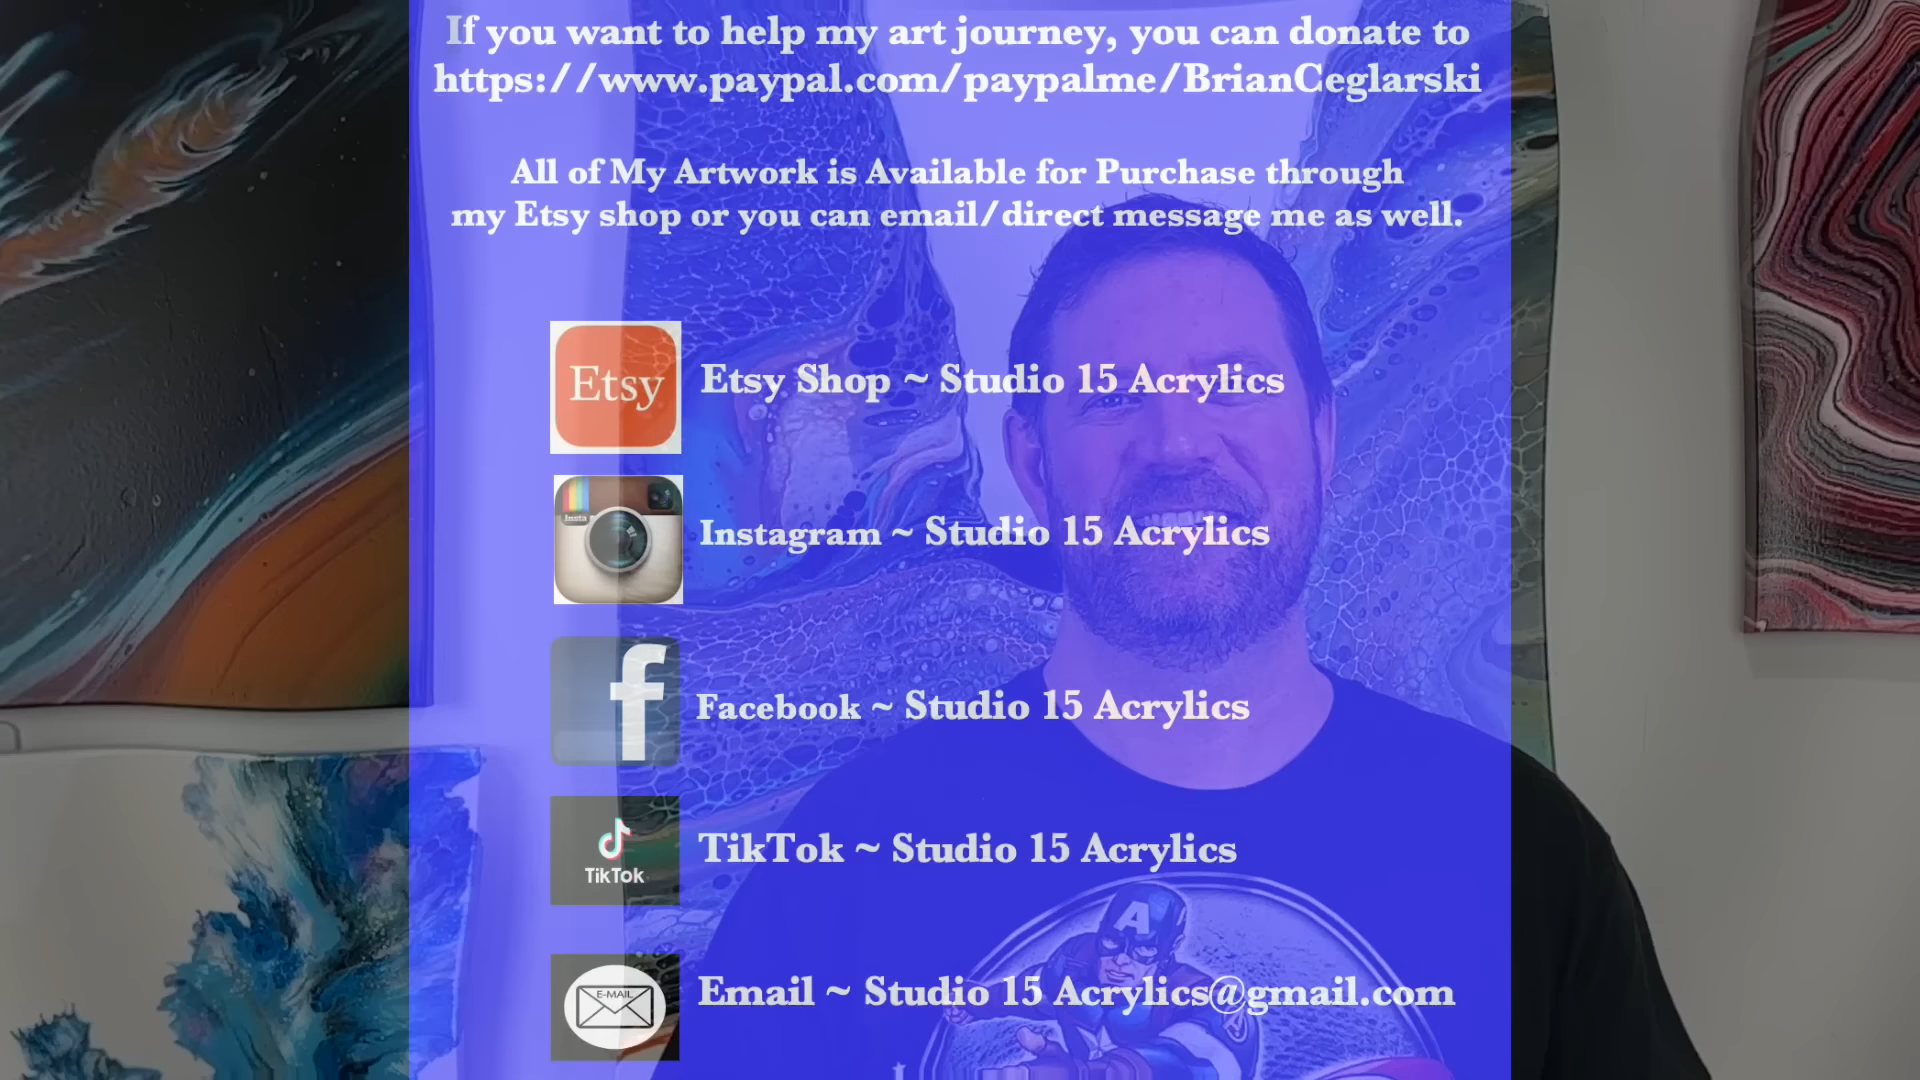 If you want to help my art journey, you can donate to
https://www.paypal.com/paypalme/BrianCeglarski
All of My Artwork is Available for Purchase through
my Etsy shop or you can email/direct message me as well.
Etsy
Etsy Shop ~ Studio 15 Acrylics
Insta
Instagram ~ Studio 15 Acrylics
f
Facebook ~ Studio 15 Acrylics
TikTok
TikTok ~ Studio 15 Acrylics
E-MAIL
Email ~ Studio 15 Acrylics@gmail.com
A